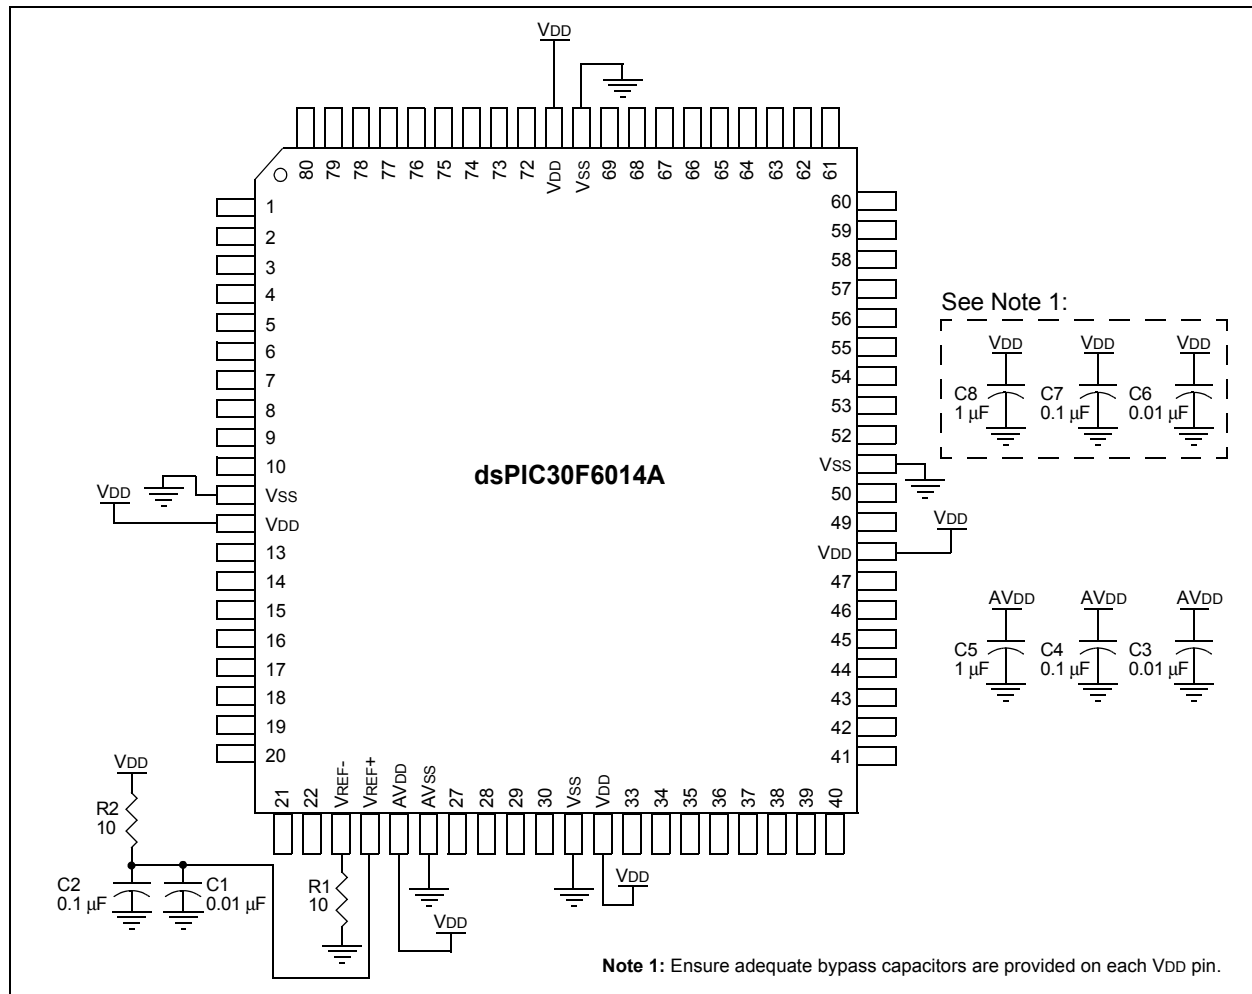 VDD
80 79 78 77 76 75 74 73 72 VDD VSS 69 68 67 66 65 64 63 62 61
1
2
3
4
5
6
7
8
9
10
VSS
VDD
VDD
13
14
15
16
17
18
19
20
dsPIC30F6014A
60
59
58
57
56
55
54
53
52
VSS
50
49
VDD
VDD
47
46
45
44
43
42
41
See Note 1:
VDD VDD VDD
C8 C7 C6
1 µF 0.1 µF 0.01 µF
AVDD AVDD AVDD
C5 C4 C3
1 µF 0.1 µF 0.01 µF
21 22 VREF- VREF+ AVDD AVSS 27 28 29 30 VSS VDD 33 34 35 36 37 38 39 40
VDD
R2
10
C2 C1
0.1 µF 0.01 µF
R1
10
VDD
VDD
Note 1: Ensure adequate bypass capacitors are provided on each VDD pin.